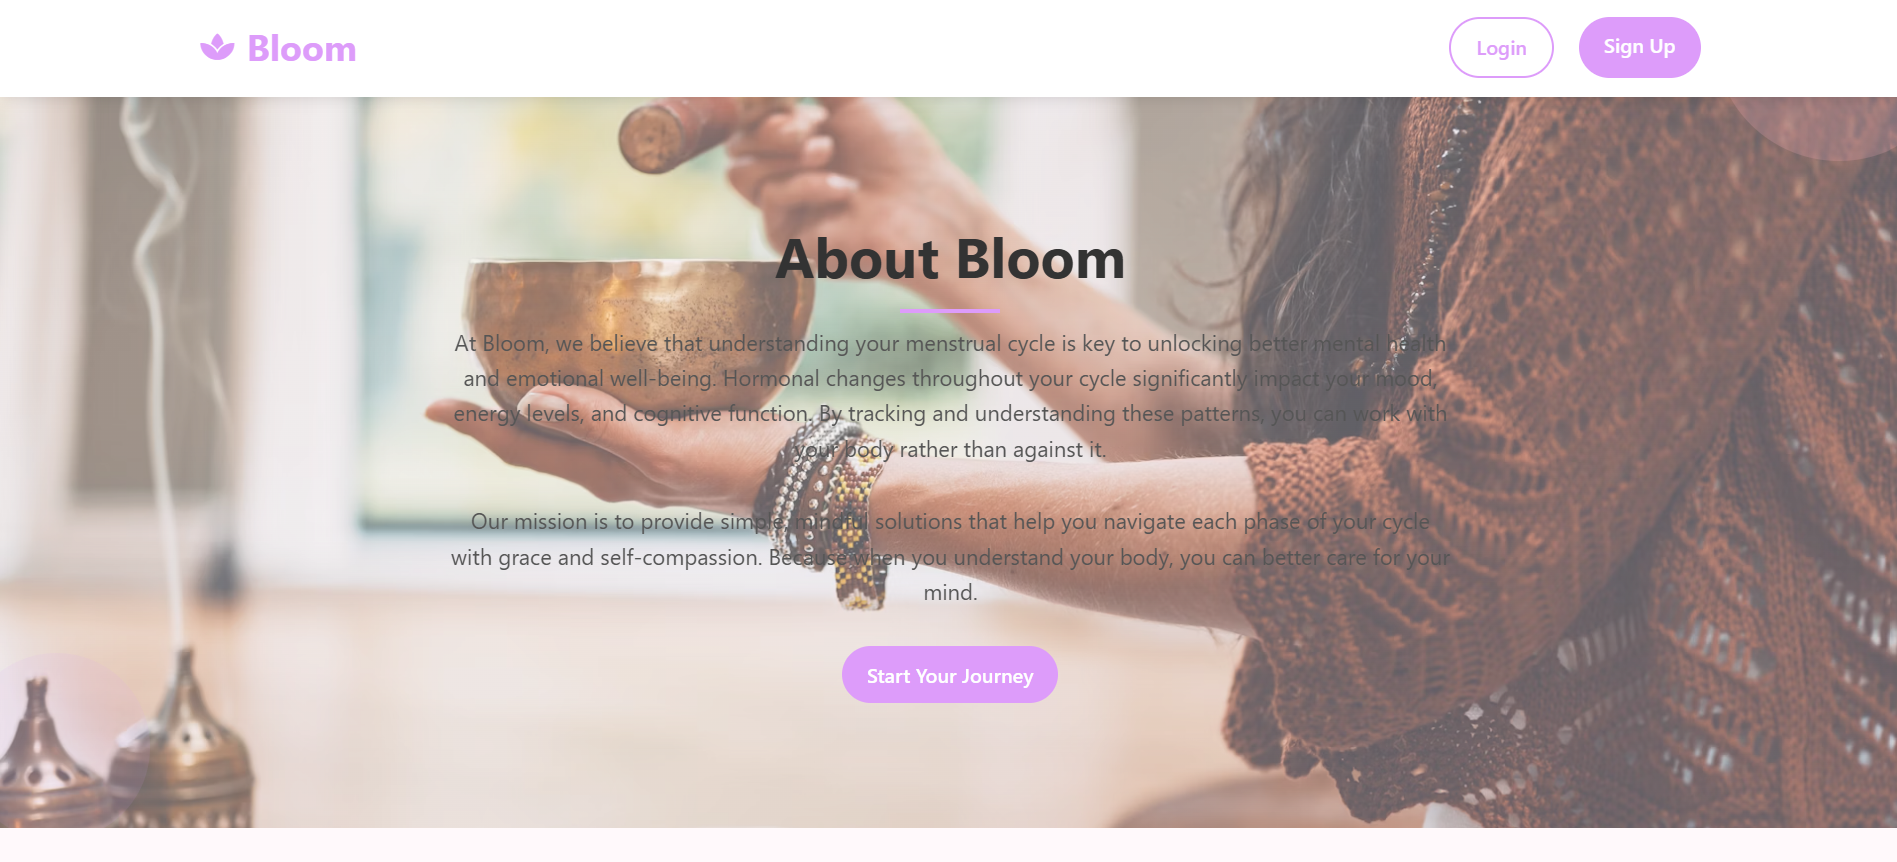 Bloom
Login
Sign Up
About Bloom
At Bloom, we believe that understanding your menstrual cycle is key to unlocking better mental health
and emotional well-being. Hormonal changes throughout your cycle significantly impact your mood,
energy levels, and cognitive function. By tracking and understanding these patterns, you can work with
your body rather than against it.
Our mission is to provide simple, mindful solutions that help you navigate each phase of your cycle
with grace and self-compassion. Because when you understand your body, you can better care for your
mind.
Start Your Journey